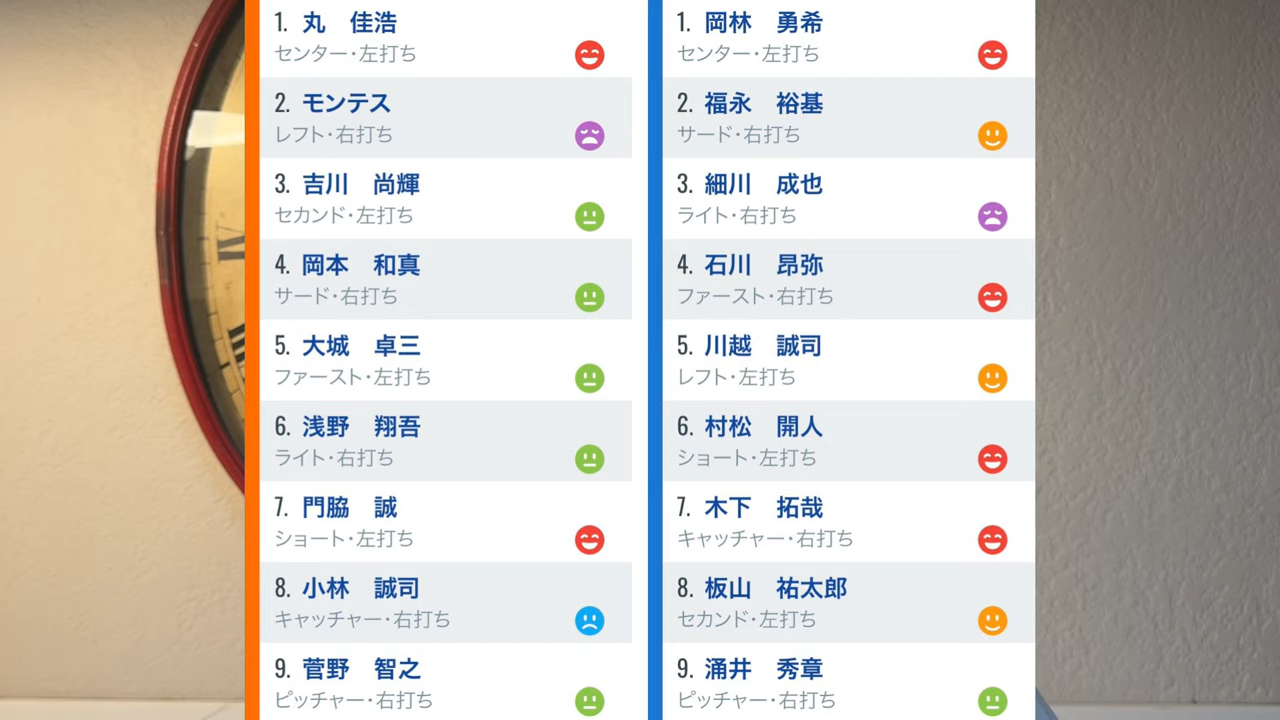 1. 丸　佳浩
センター・左打ち
2. モンテス
レフト・右打ち
3. 吉川　尚輝
セカンド・左打ち
4. 岡本　和真
サード・右打ち
5. 大城　卓三
ファースト・左打ち
6. 浅野　翔吾
ライト・右打ち
7. 門脇　誠
ショート・左打ち
8. 小林　誠司
キャッチャー・右打ち
9. 菅野　智之
ピッチャー・右打ち
1. 岡林　勇希
センター・左打ち
2. 福永　裕基
サード・右打ち
3. 細川　成也
ライト・右打ち
4. 石川　昂弥
ファースト・右打ち
5. 川越　誠司
レフト・左打ち
6. 村松　開人
ショート・左打ち
7. 木下　拓哉
キャッチャー・右打ち
8. 板山　祐太郎
セカンド・左打ち
9. 涌井　秀章
ピッチャー・右打ち